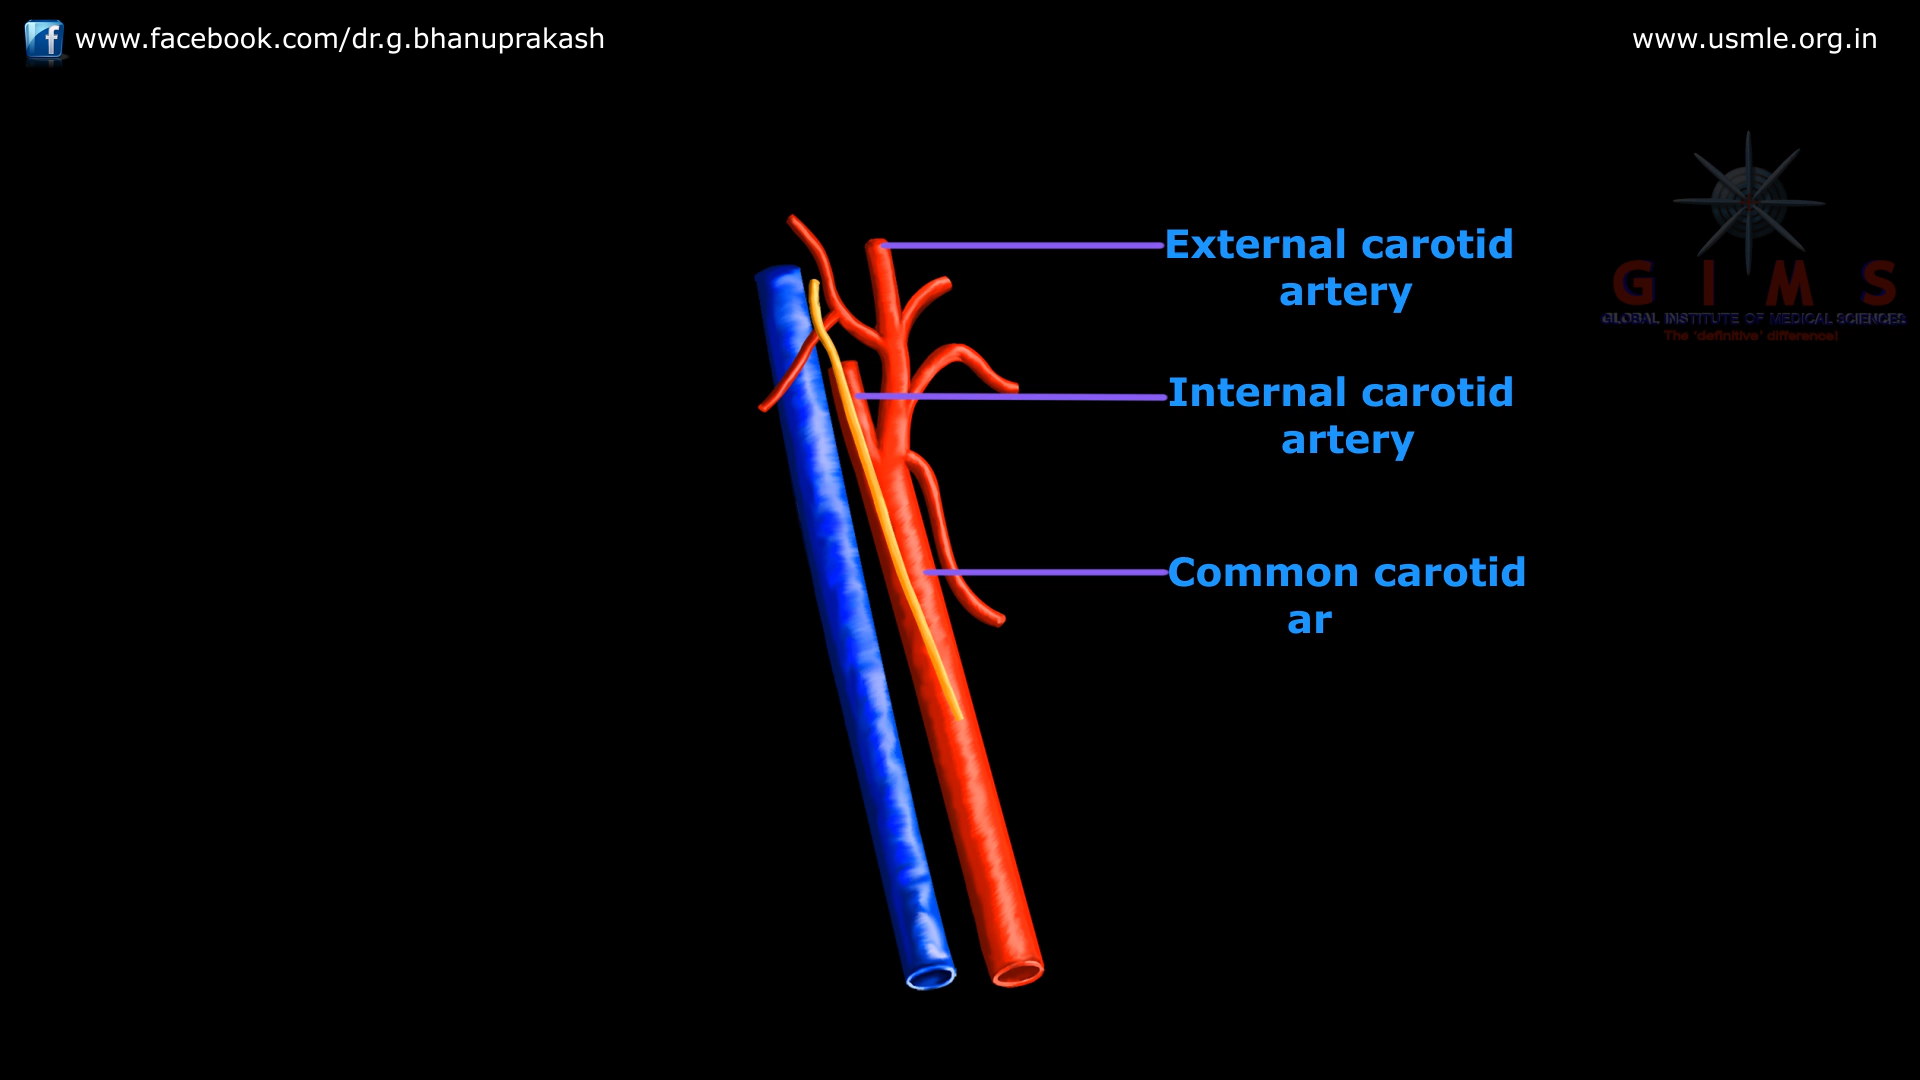 www.facebook.com/dr.g.bhanuprakash
www.usmle.org.in
External carotid
artery
Internal carotid
artery
Common carotid
ar
G I M S
GLOBAL INSTITUTE OF MEDICAL SCIENCES
The 'definitive' difference!